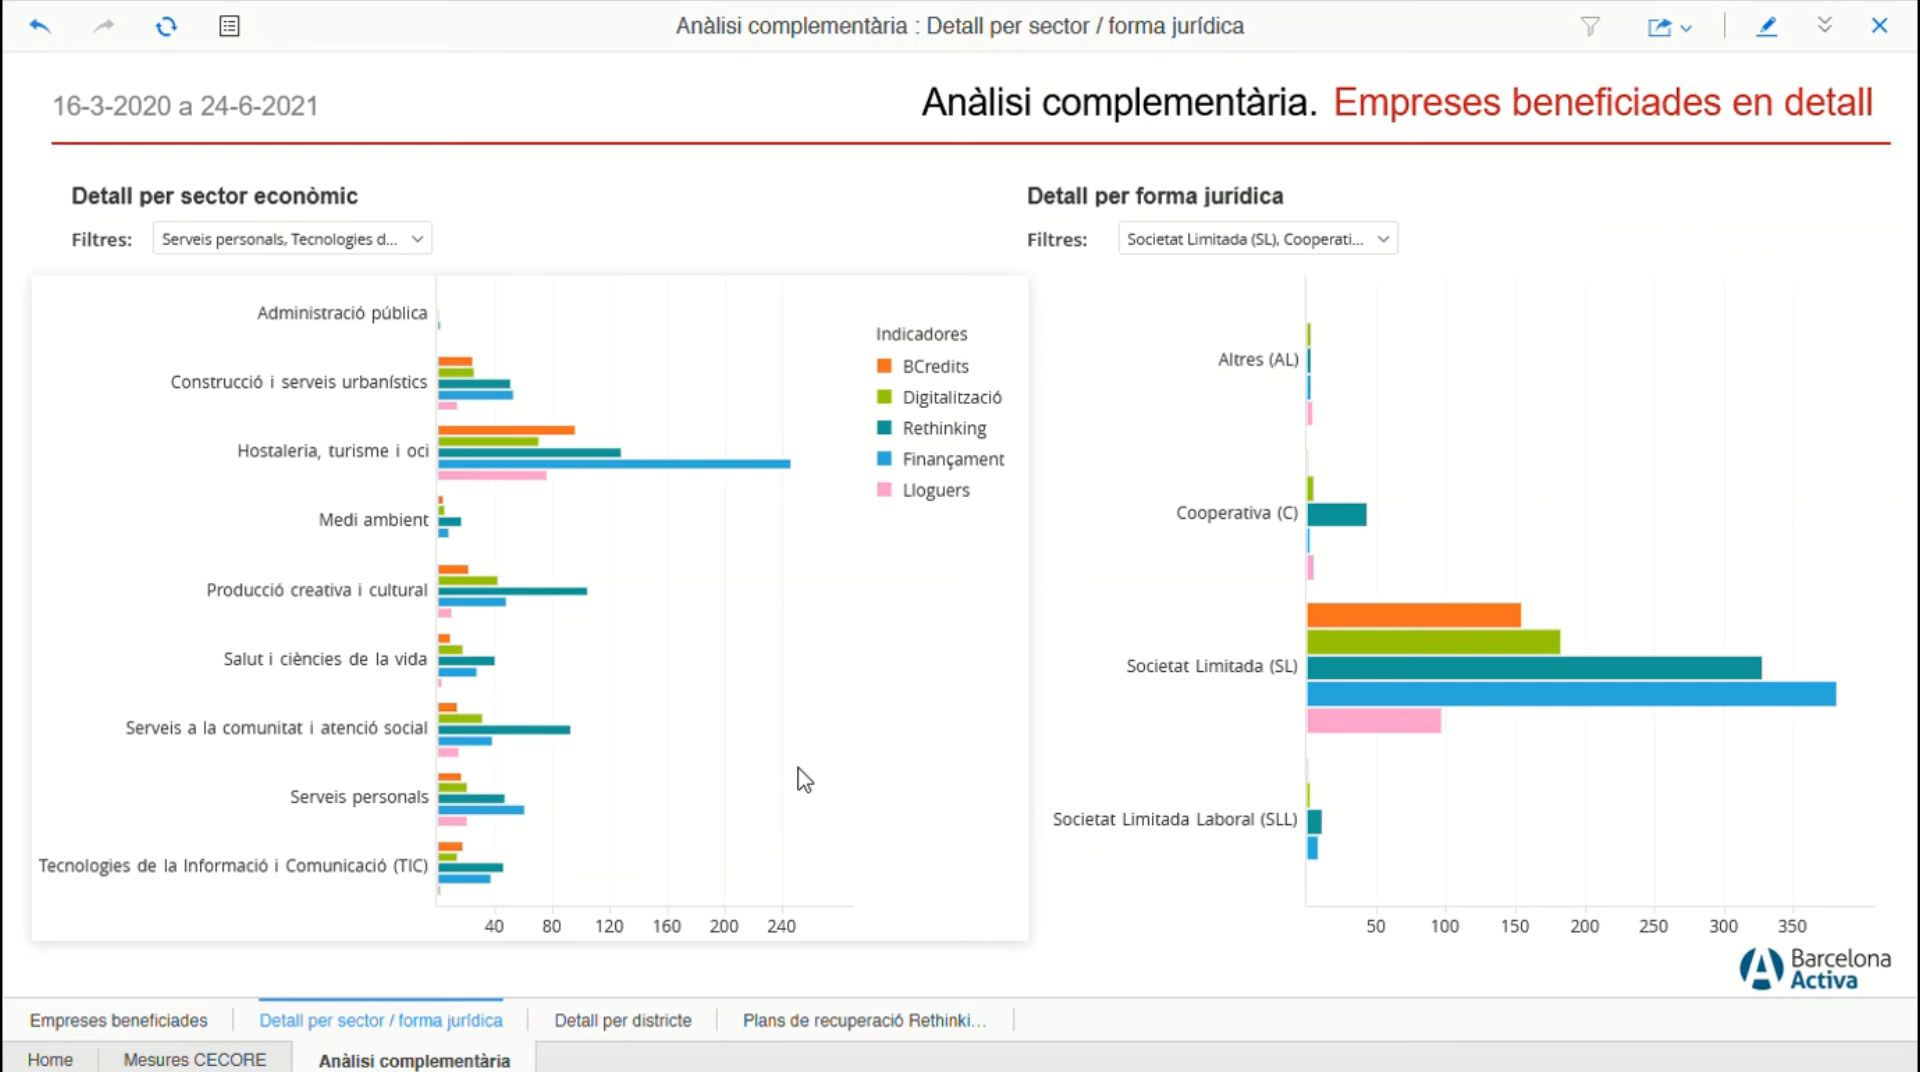 Anàlisi complementària : Detall per sector / forma jurídica
16-3-2020 a 24-6-2021
Anàlisi complementària. Empreses beneficiades en detall
Detall per sector econòmic
Filtres: Serveis personals, Tecnologies d...
Administració pública
Construcció i serveis urbanístics
Hostaleria, turisme i oci
Medi ambient
Producció creativa i cultural
Salut i ciències de la vida
Serveis a la comunitat i atenció social
Serveis personals
Tecnologies de la Informació i Comunicació (TIC)
40 80 120 160 200 240
Indicadores
BCredits
Digitalització
Rethinking
Finançament
Lloguers
Detall per forma jurídica
Filtres: Societat Limitada (SL), Cooperati...
Altres (AL)
Cooperativa (C)
Societat Limitada (SL)
Societat Limitada Laboral (SLL)
50 100 150 200 250 300 350
Barcelona
Activa
Empreses beneficiades Detall per sector / forma jurídica Detall per districte Plans de recuperació Rethinki...
Home Mesures CECORE Anàlisi complementària